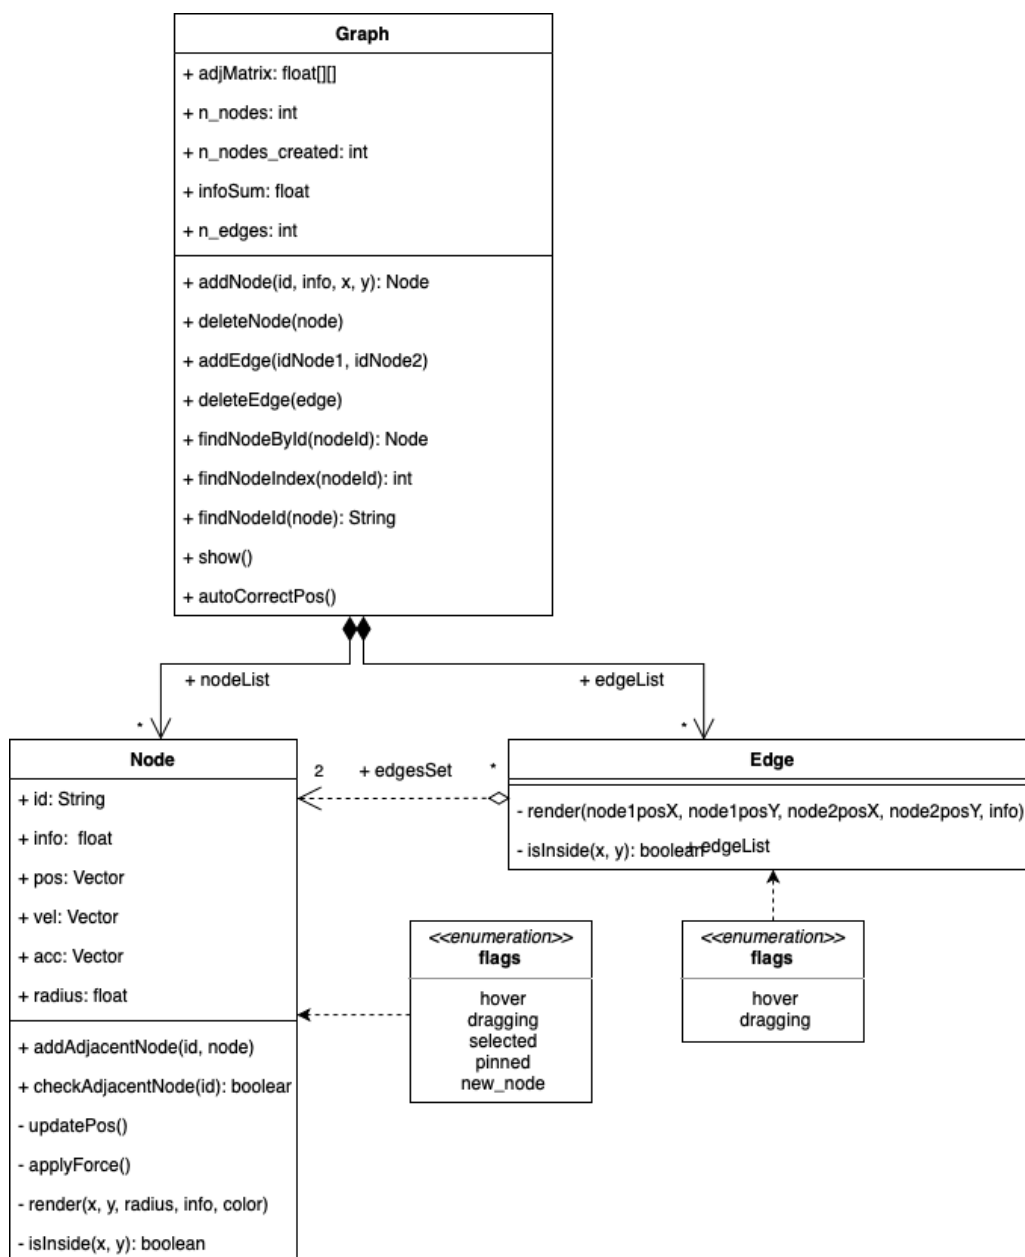 Graph
+ adjMatrix: float[][]
+ n_nodes: int
+ n_nodes_created: int
+ infoSum: float
+ n_edges: int
+ addNode(id, info, x, y): Node
+ deleteNode(node)
+ addEdge(idNode1, idNode2)
+ deleteEdge(edge)
+ findNodeById(nodeId): Node
+ findNodeIndex(nodeId): int
+ findNodeId(node): String
+ show()
+ autoCorrectPos()
+ nodeList
+ edgeList
*
*
Node
+ id: String
+ info: float
+ pos: Vector
+ vel: Vector
+ acc: Vector
+ radius: float
+ addAdjacentNode(id, node)
+ checkAdjacentNode(id): boolear
- updatePos()
- applyForce()
- render(x, y, radius, info, color)
- isInside(x, y): boolean
2
+ edgesSet
*
Edge
- render(node1posX, node1posY, node2posX, node2posY, info)
- isInside(x, y): boolean
+ edgeList
<<enumeration>>
flags
hover
dragging
selected
pinned
new_node
<<enumeration>>
flags
hover
dragging